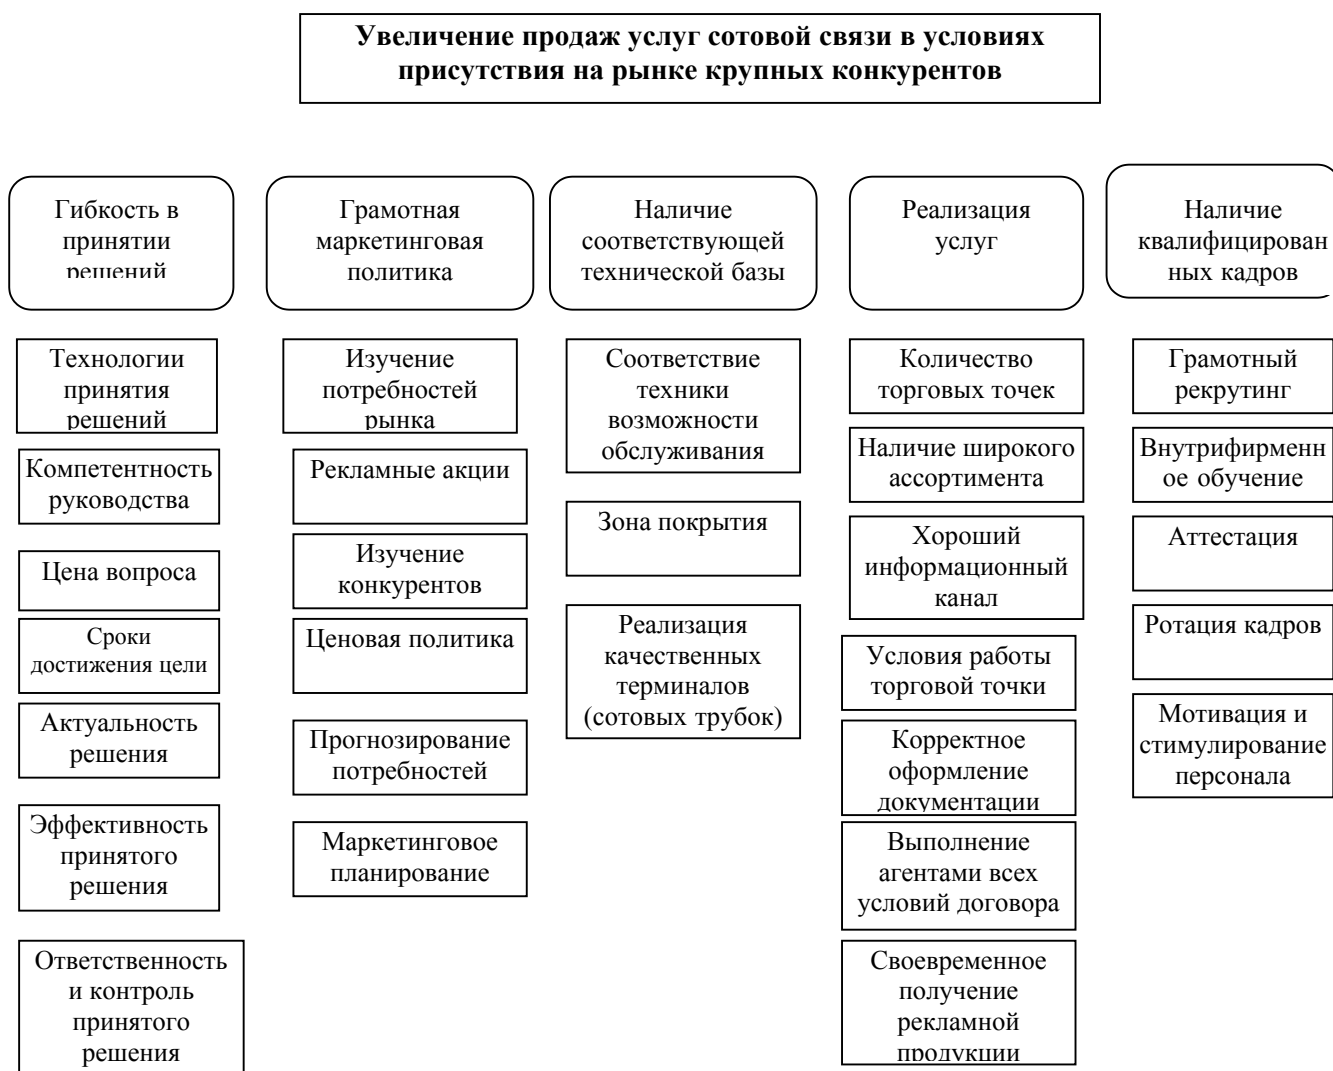 Увеличение продаж услуг сотовой связи в условиях
присутствия на рынке крупных конкурентов
Гибкость в
принятии
решений
Грамотная
маркетинговая
политика
Наличие
соответствующей
технической базы
Реализация
услуг
Наличие
квалифицирован
ных кадров
Технологии
принятия
решений
Компетентность
руководства
Цена вопроса
Сроки
достижения цели
Актуальность
решения
Эффективность
принятого
решения
Ответственность
и контроль
принятого
решения
Изучение
потребностей
рынка
Рекламные акции
Изучение
конкурентов
Ценовая политика
Прогнозирование
потребностей
Маркетинговое
планирование
Соответствие
техники
возможности
обслуживания
Зона покрытия
Реализация
качественных
терминалов
(сотовых трубок)
Количество
торговых точек
Наличие широкого
ассортимента
Хороший
информационный
канал
Условия работы
торговой точки
Корректное
оформление
документации
Выполнение
агентами всех
условий договора
Своевременное
получение
рекламной
продукции
Грамотный
рекрутинг
Внутрифирменн
ое обучение
Аттестация
Ротация кадров
Мотивация и
стимулирование
персонала